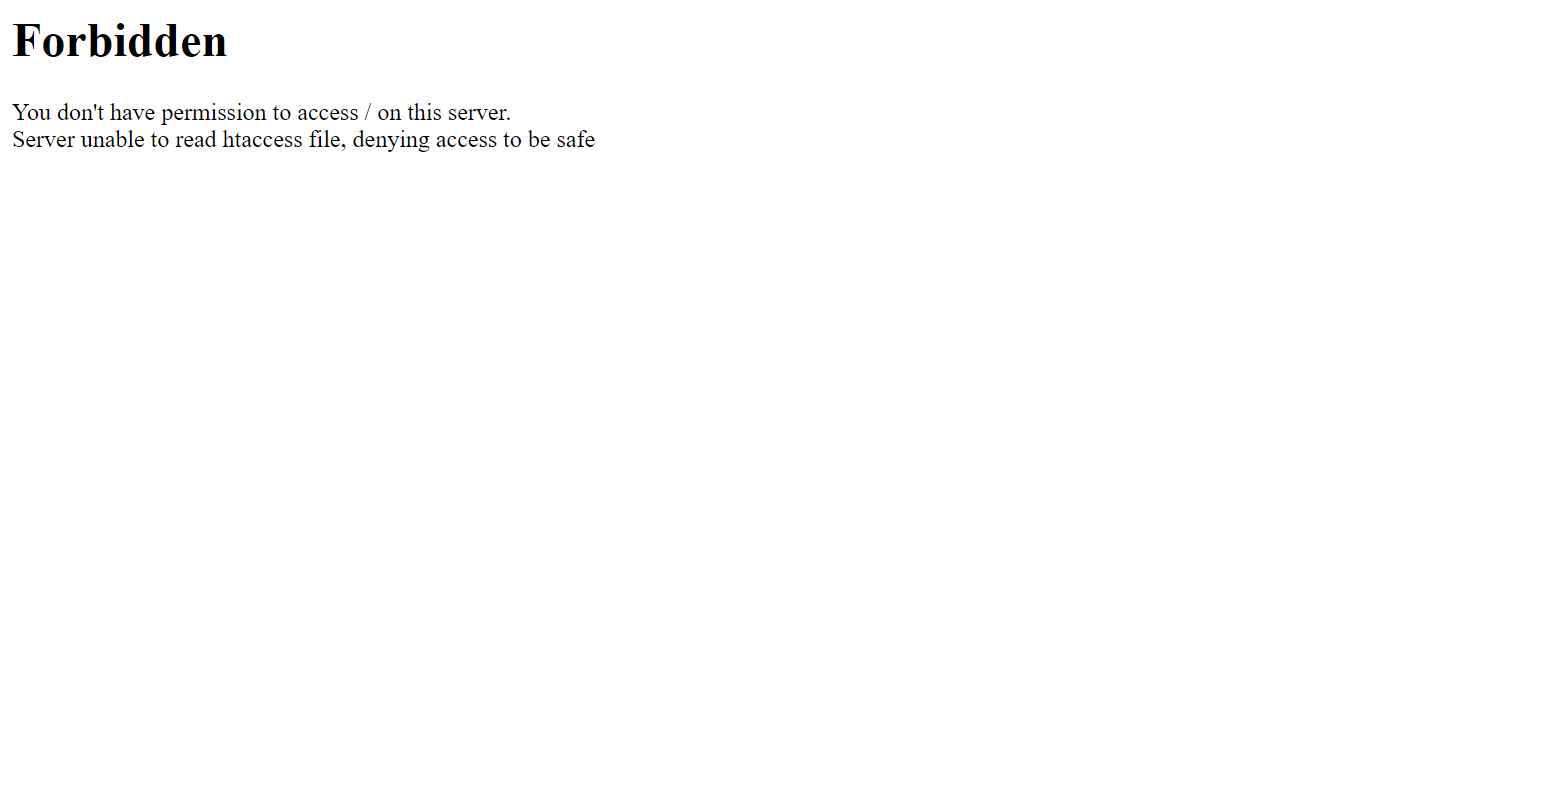 Forbidden
You don't have permission to access / on this server.
Server unable to read htaccess file, denying access to be safe